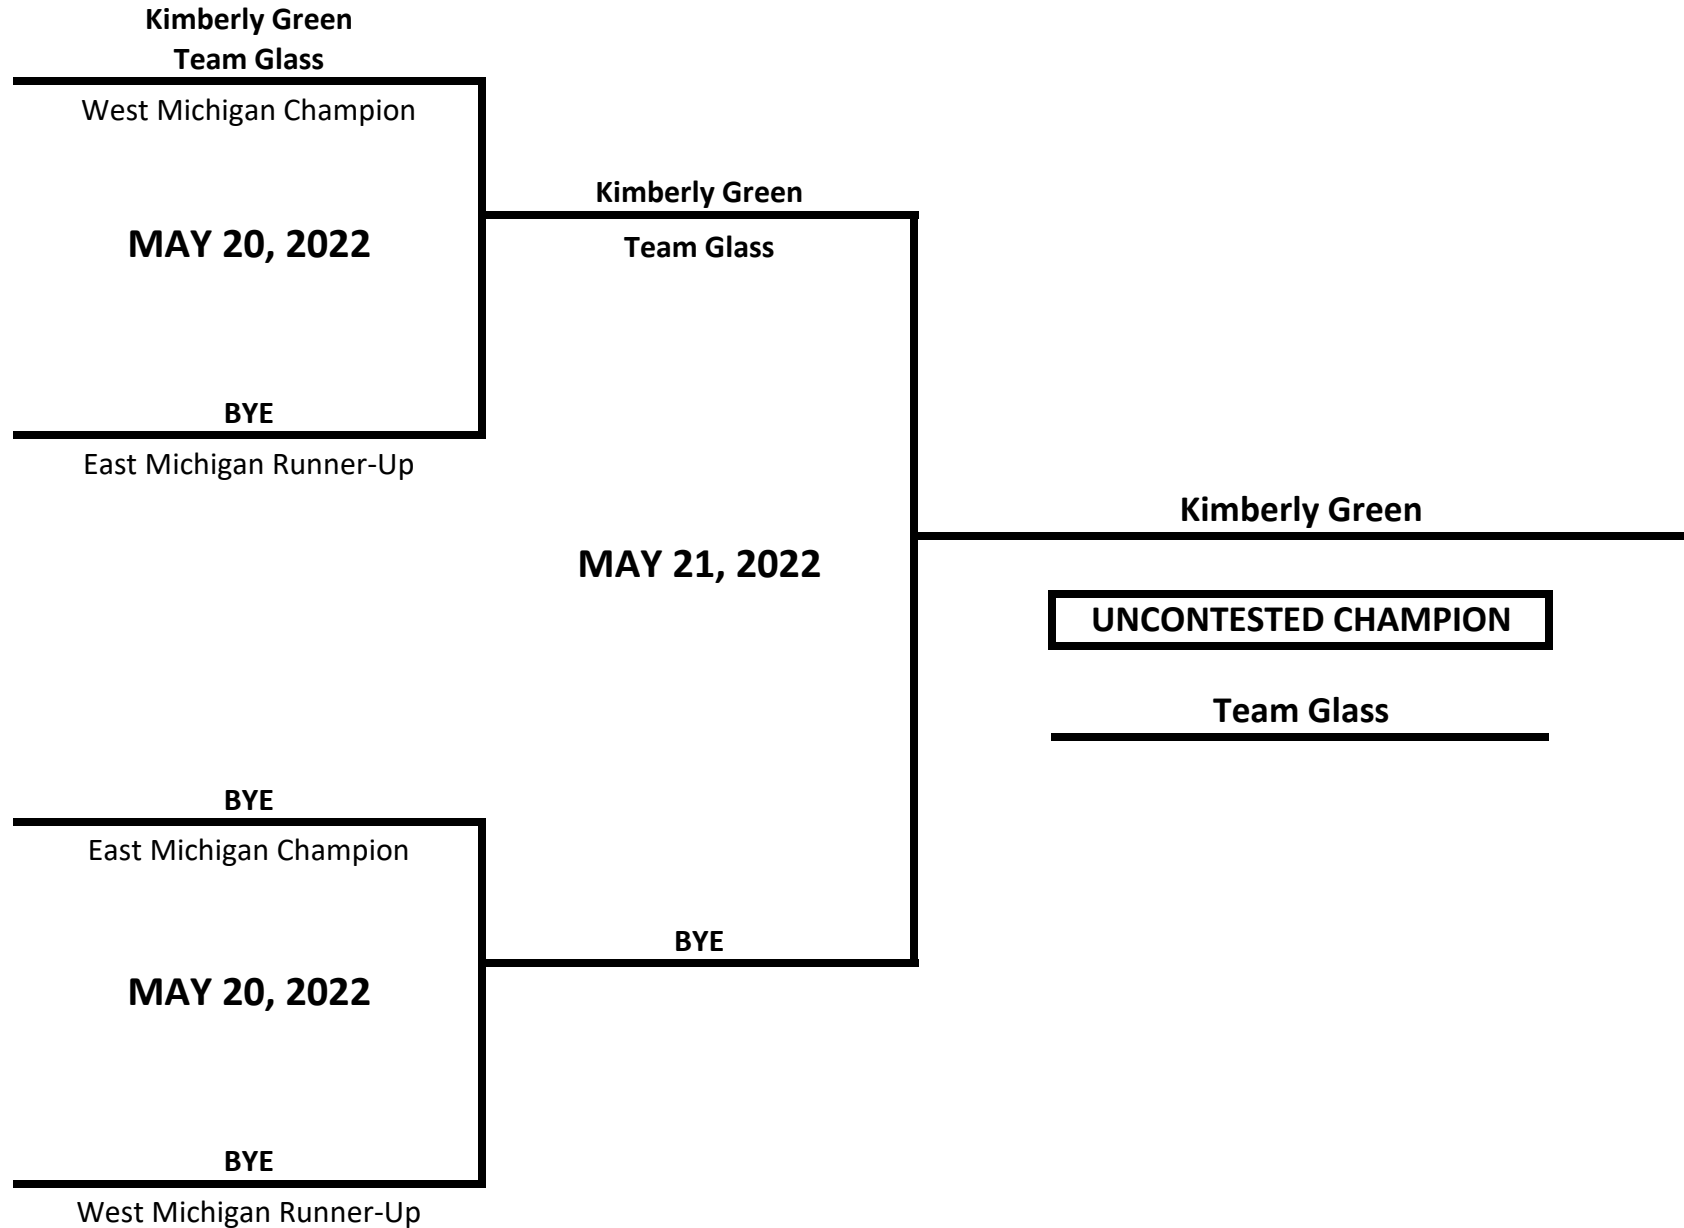 Kimberly Green
Team Glass
West Michigan Champion
MAY 20, 2022
BYE
East Michigan Runner-Up
Kimberly Green
Team Glass
MAY 21, 2022
Kimberly Green
UNCONTESTED CHAMPION
Team Glass
BYE
East Michigan Champion
MAY 20, 2022
BYE
West Michigan Runner-Up
BYE